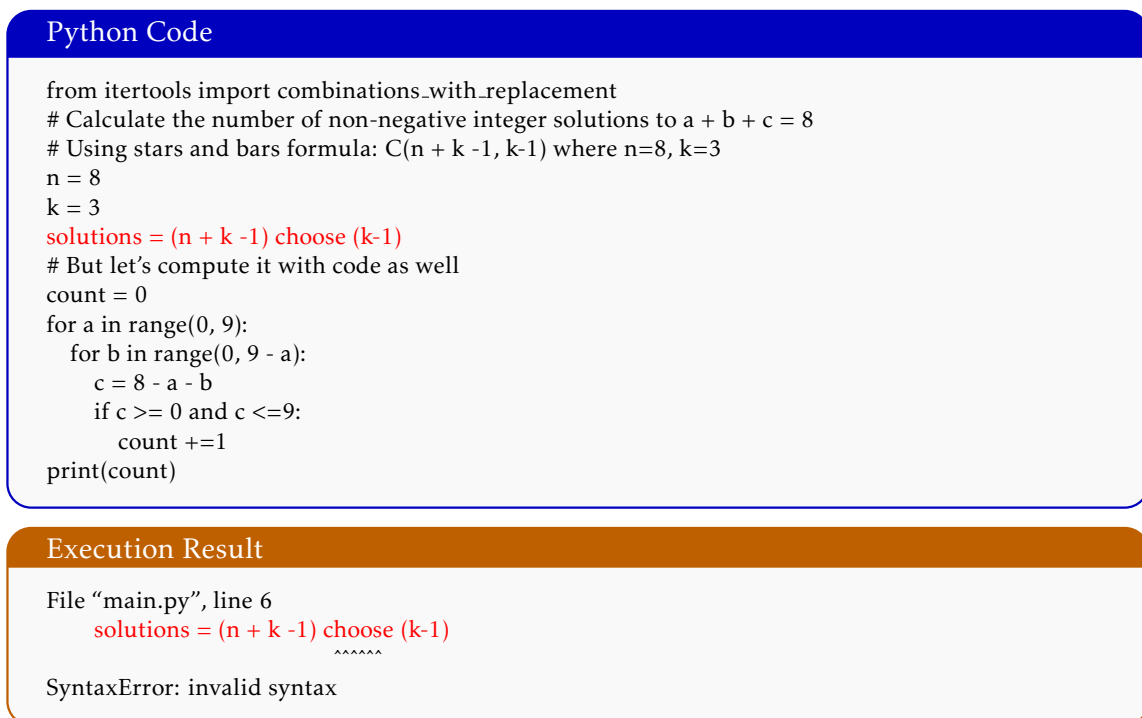 Python Code
from itertools import combinations_with_replacement
# Calculate the number of non-negative integer solutions to a + b + c = 8
# Using stars and bars formula: C(n + k -1, k-1) where n=8, k=3
n = 8
k = 3
solutions = (n + k -1) choose (k-1)
# But let's compute it with code as well
count = 0
for a in range(0, 9):
  for b in range(0, 9 - a):
    c = 8 - a - b
    if c >= 0 and c <=9:
      count +=1
print(count)
Execution Result
File “main.py”, line 6
    solutions = (n + k -1) choose (k-1)
                           ^^^^^^
SyntaxError: invalid syntax